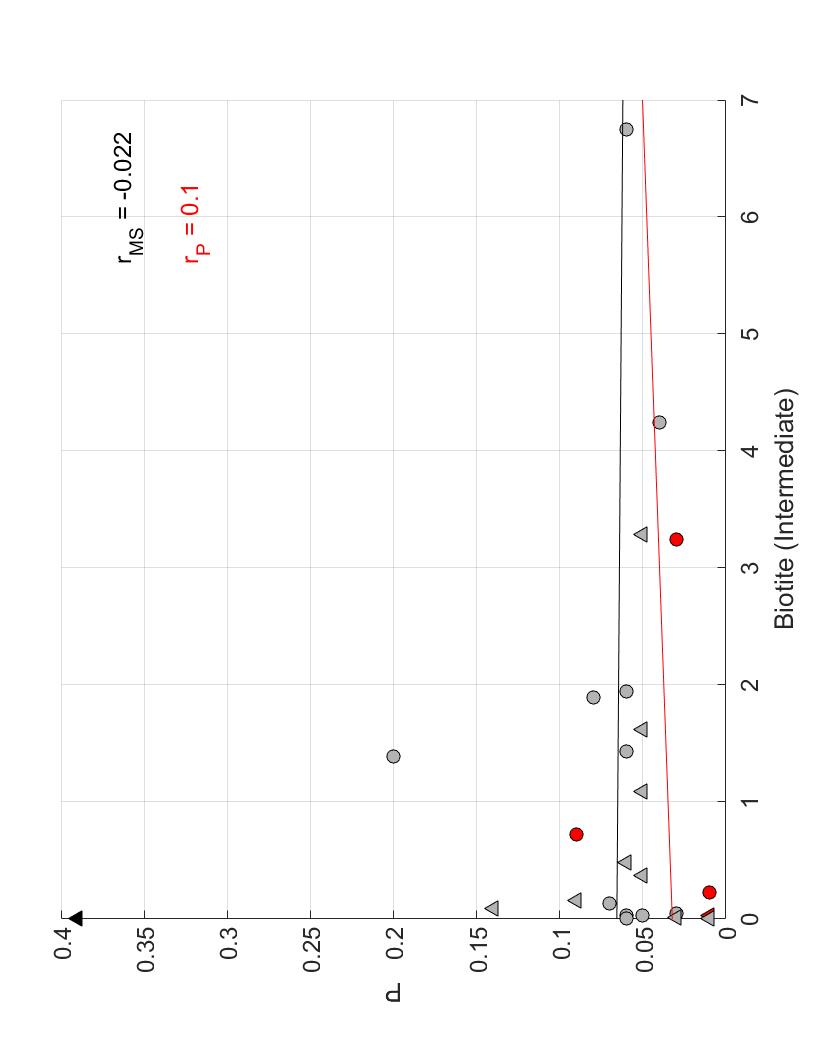 0.4
0.35
0.3
0.25
0.2
0.15
0.1
0.05
0
P
r_MS = -0.022
r_P = 0.1
0 1 2 3 4 5 6 7
Biotite (Intermediate)